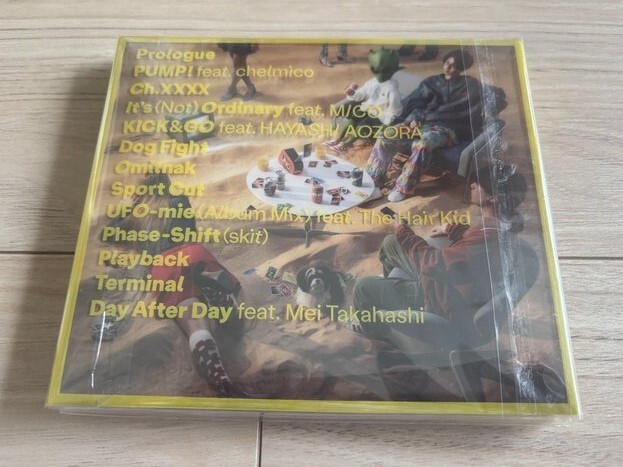 Prologue
PUMP! feat. chelmico
Ch.XXXX
It's (Not) Ordinary feat. MICO
KICK&GO feat. HAYASHI AOZORA
Dog Fight
Omitnak
Sport Cut
UFO-mie (Album Mix) feat. The Hair Kid
Phase-Shift (skit)
Playback
Terminal
Day After Day feat. Mei Takahashi